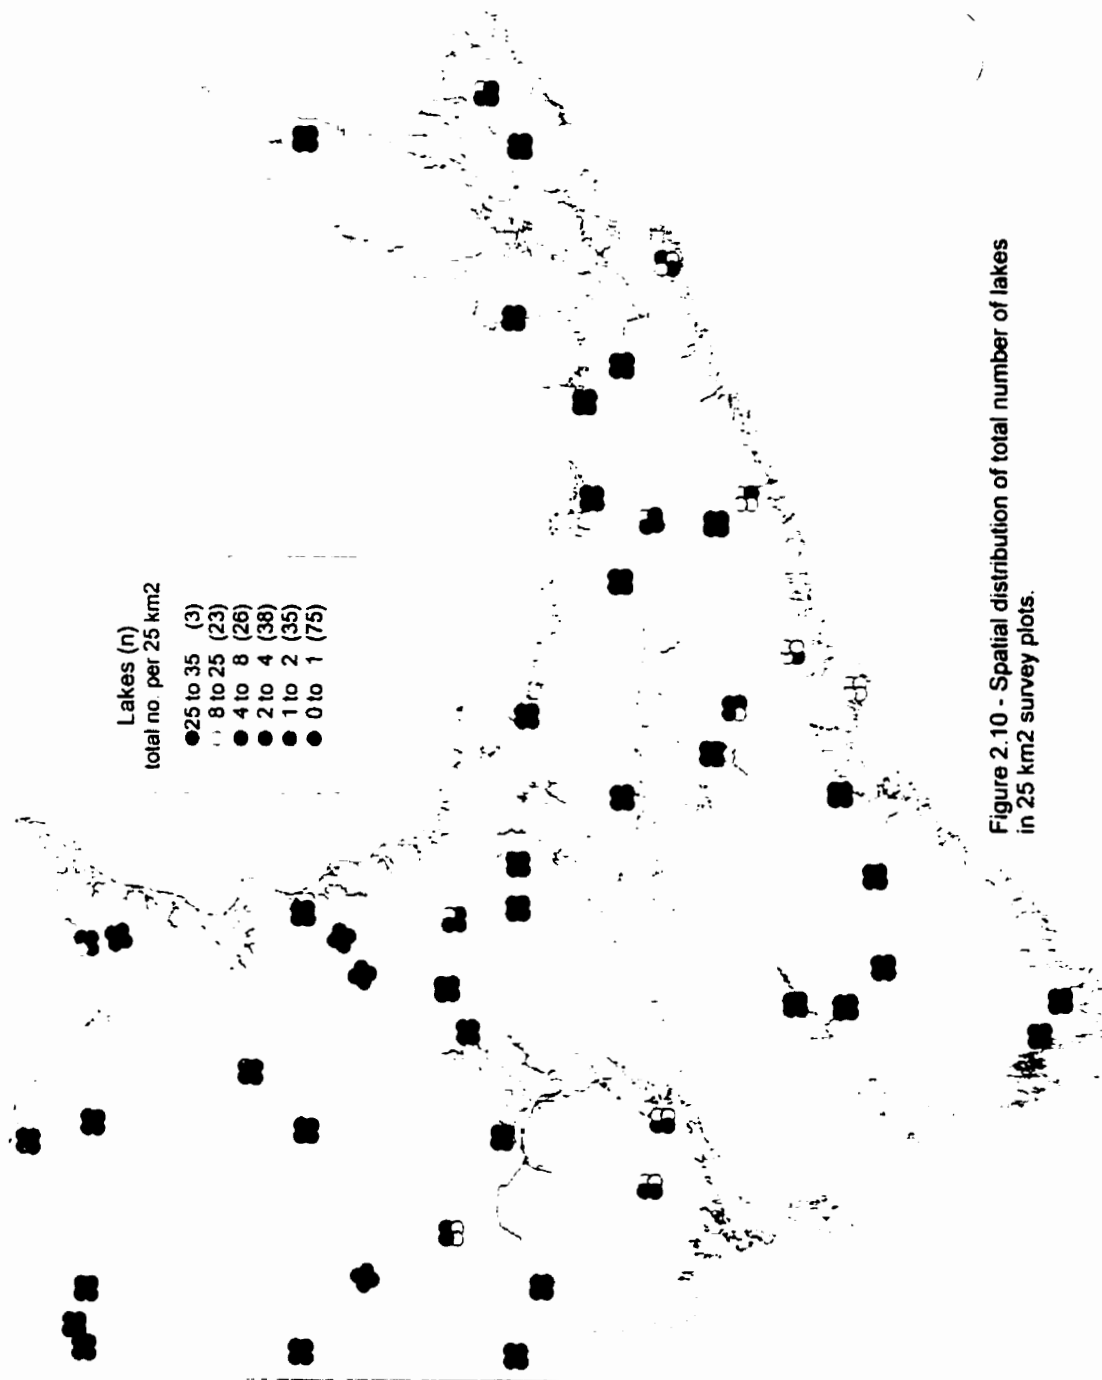 Lakes (n)
total no. per 25 km2
25 to 35 (3)
8 to 25 (23)
4 to 8 (26)
2 to 4 (38)
1 to 2 (35)
0 to 1 (75)
Figure 2.10 - Spatial distribution of total number of lakes
in 25 km2 survey plots.